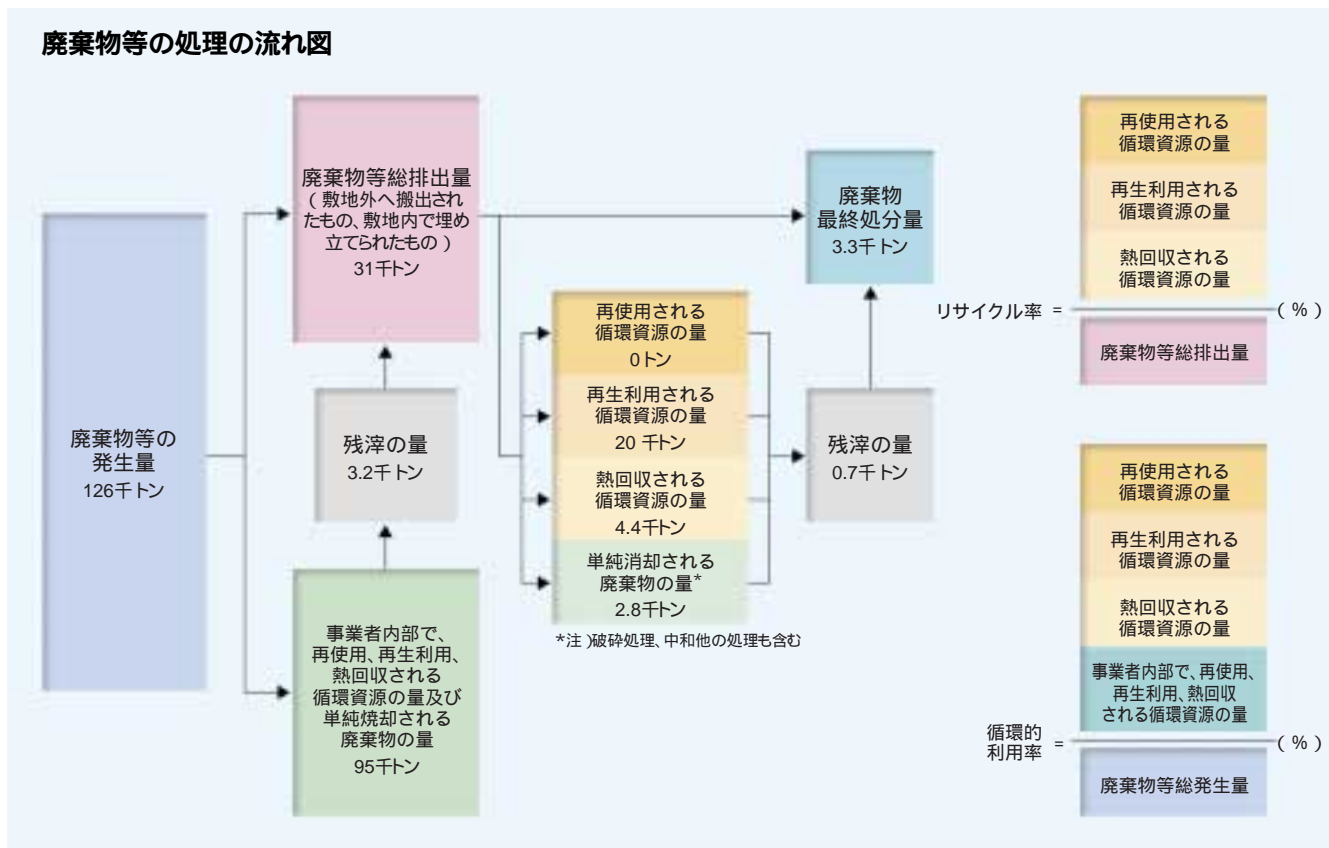 廃棄物等の処理の流れ図
廃棄物等の
発生量
126千トン
廃棄物等総排出量
(敷地外へ搬出され
たもの、敷地内で埋め
立てられたもの)
31千トン
残滓の量
3.2千トン
事業者内部で、
再使用、再生利用、
熱回収される
循環資源の量及び
単純焼却される
廃棄物の量
95千トン
再使用される
循環資源の量
0トン
再生利用される
循環資源の量
20 千トン
熱回収される
循環資源の量
4.4千トン
単純消却される
廃棄物の量*
2.8千トン
*注)破砕処理、中和他の処理も含む
廃棄物
最終処分量
3.3千トン
残滓の量
0.7千トン
再使用される
循環資源の量
再生利用される
循環資源の量
熱回収される
循環資源の量
リサイクル率 = (%)
廃棄物等総排出量
再使用される
循環資源の量
再生利用される
循環資源の量
熱回収される
循環資源の量
事業者内部で、再使用、
再生利用、熱回収
される循環資源の量
循環的
利用率 = (%)
廃棄物等総発生量